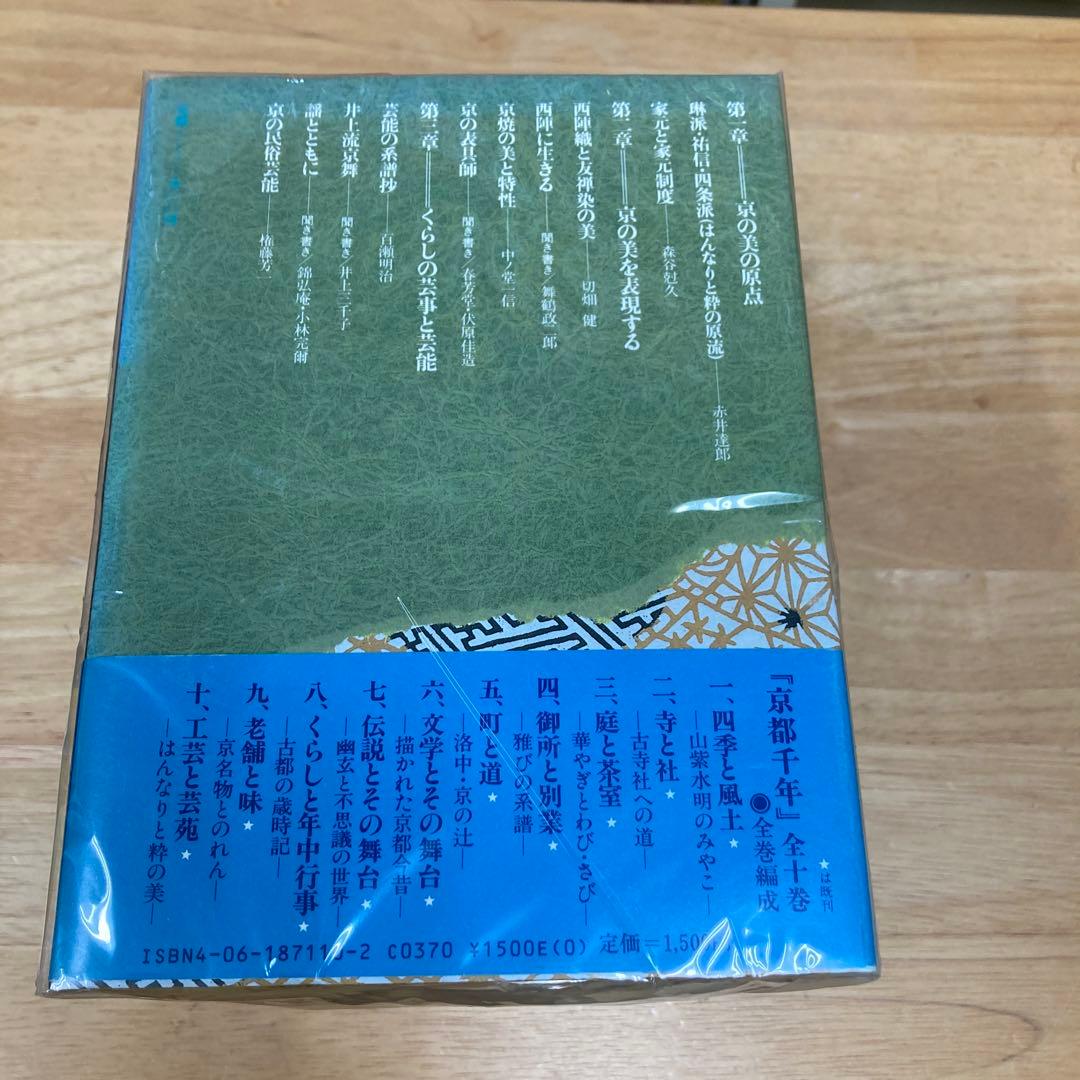 第一章――京の美の原点
琳派・祐信・四条派(はんなりと粋の原流)――赤井達郎
家元と家元制度――森谷尅久
第二章――京の美を表現する
西陣織と友禅染の美――切畑 健
西陣に生きる――聞き書き/舞鶴政二郎
京焼の美と特性――中ノ堂一信
京の表具師――聞き書き/春芳堂・伏原佳造
第三章――くらしの芸事と芸能
芸能の系譜抄――百瀬明治
井上流京舞――聞き書き/井上三千子
謡とともに――聞き書き/錦弘庵・小林完爾
京の民俗芸能――権藤芳一
★は既刊
『京都千年』全十巻
◉全巻編成
一、四季と風土★
―山紫水明のみやこ―
二、寺と社★
―古寺社への道―
三、庭と茶室★
―華やぎとわび・さび―
四、御所と別業★
―雅びの系譜―
五、町と道★
―洛中・京の辻―
六、文学とその舞台★
―描かれた京都今昔―
七、伝説とその舞台★
―幽玄と不思議の世界―
八、くらしと年中行事★
―古都の歳時記―
九、老舗と味★
―京名物とのれん―
十、工芸と芸苑★
―はんなりと粋の美―
ISBN4-06-187110-2 C0370 ¥1500E(0) 定価=1,500